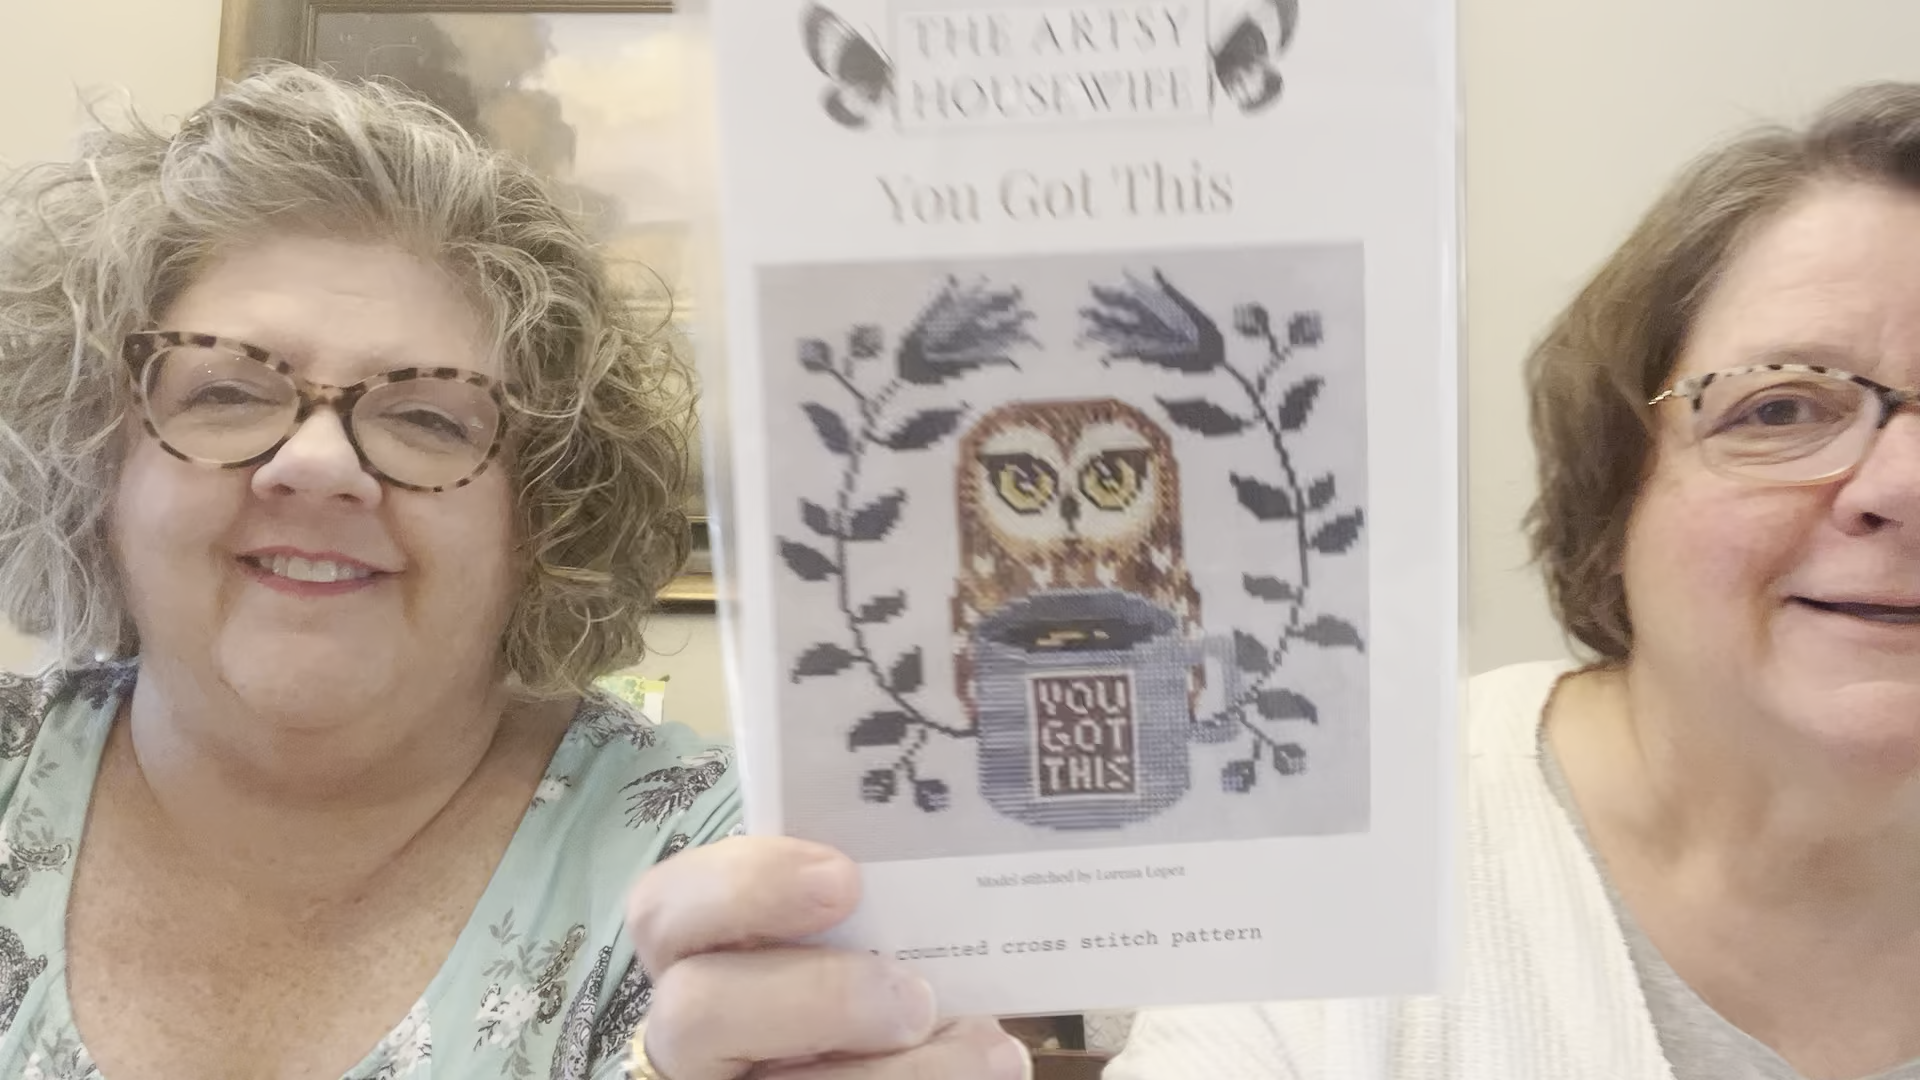 THE ARTSY
HOUSEWIFE
You Got This
YOU
GOT
THIS
Model stitched by Lorena Lopez
a counted cross stitch pattern